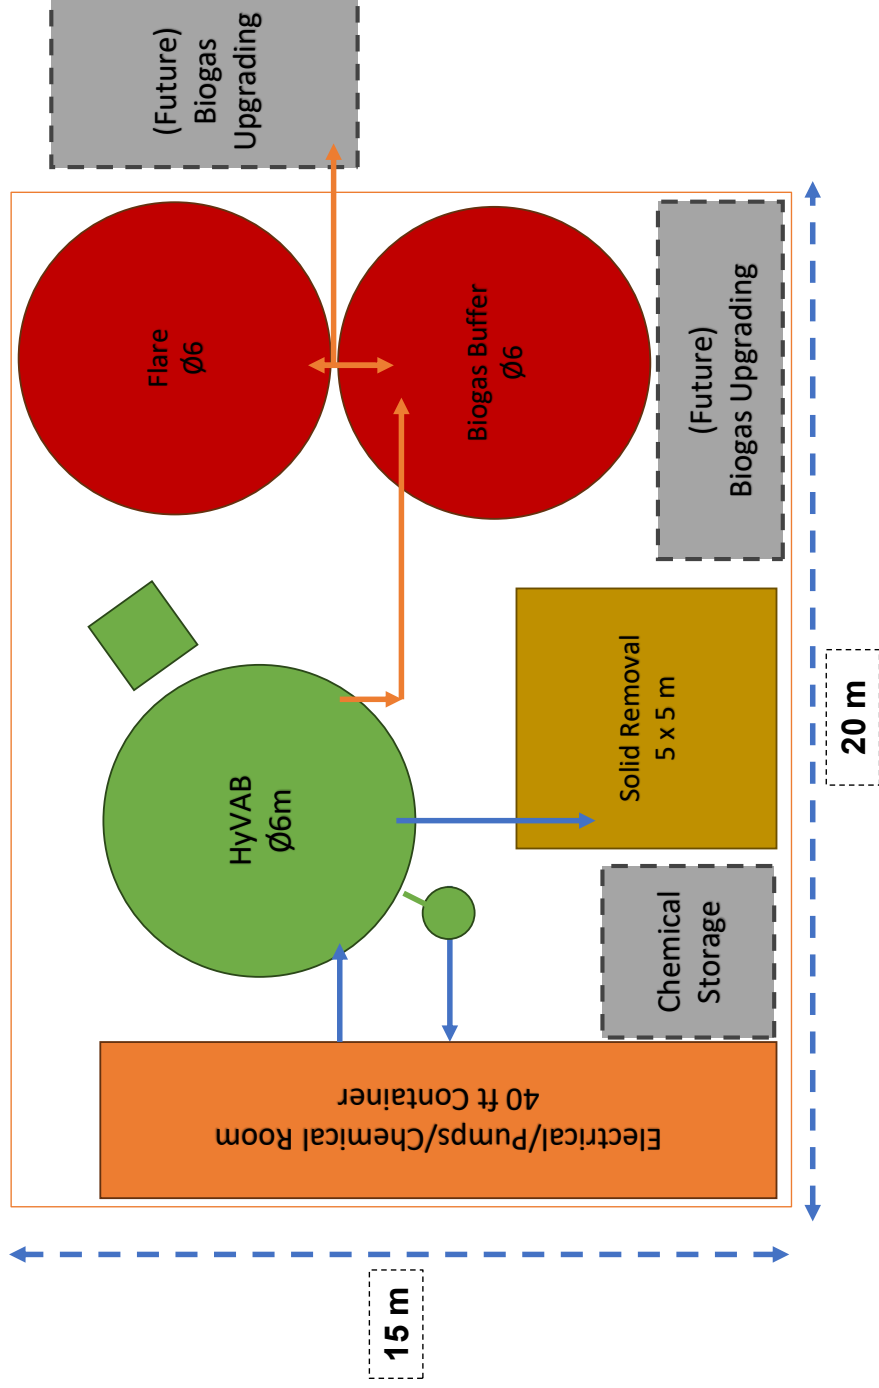 (Future)
Biogas
Upgrading
Flare
Ø6
Biogas Buffer
Ø6
(Future)
Biogas Upgrading
HyVAB
Ø6m
Solid Removal
5 x 5 m
Chemical
Storage
Electrical/Pumps/Chemical Room
40 ft Container
20 m
15 m